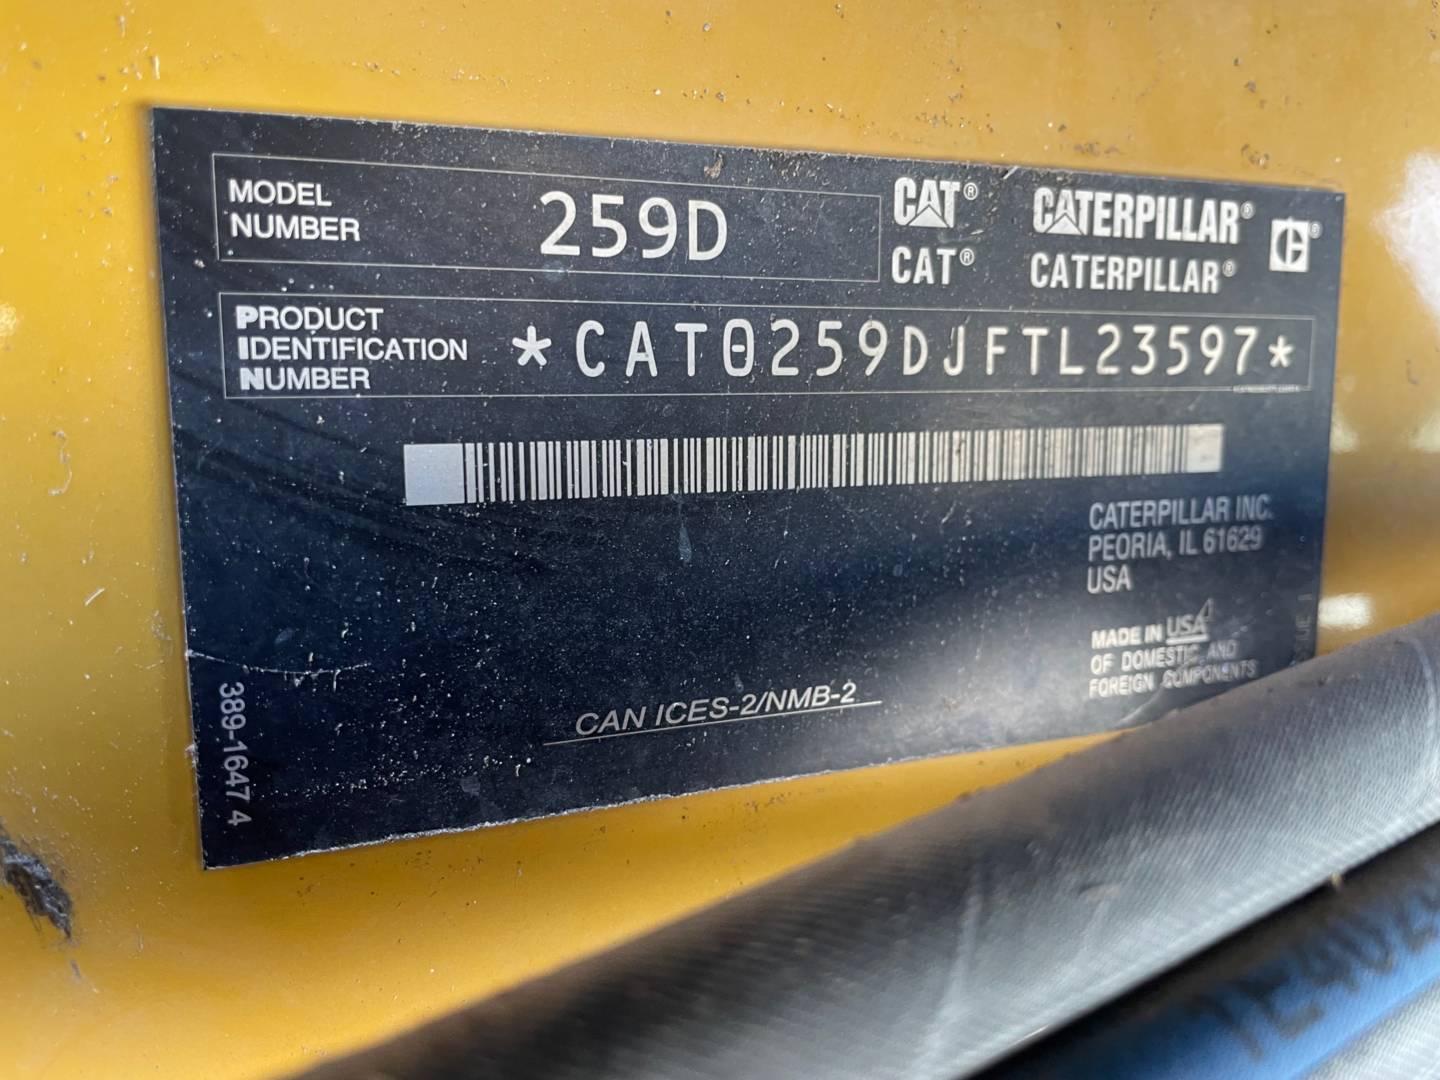 MODEL
NUMBER
259D
CAT® CATERPILLAR®
CAT® CATERPILLAR®
PRODUCT
IDENTIFICATION
NUMBER
*CAT0259DJFTL23597*
CATERPILLAR INC.
PEORIA, IL 61629
USA
MADE IN USA
OF DOMESTIC AND
FOREIGN COMPONENTS
CAN ICES-2/NMB-2
389-1647 4